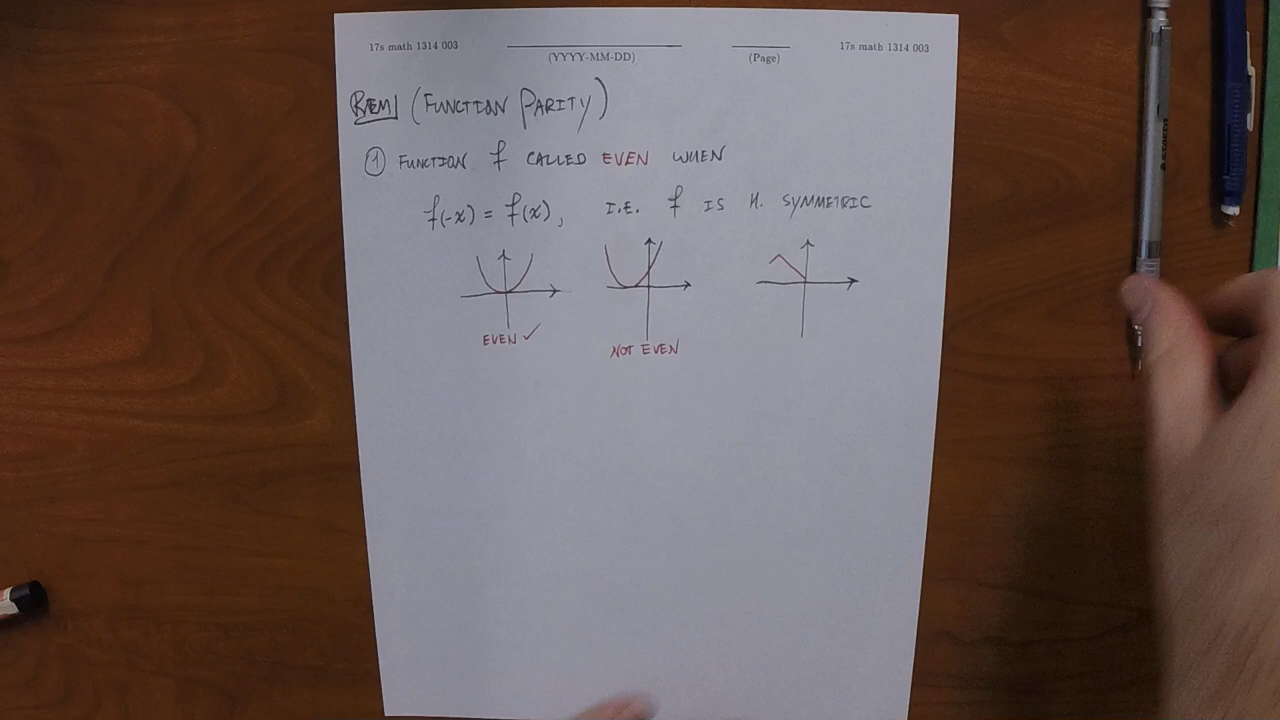 17s math 1314 003 17s math 1314 003
(YYYY-MM-DD) (Page)
REM (FUNCTION PARITY)
① FUNCTION f CALLED EVEN WHEN
f(-x) = f(x), I.E. f IS H. SYMMETRIC
EVEN ✓
NOT EVEN